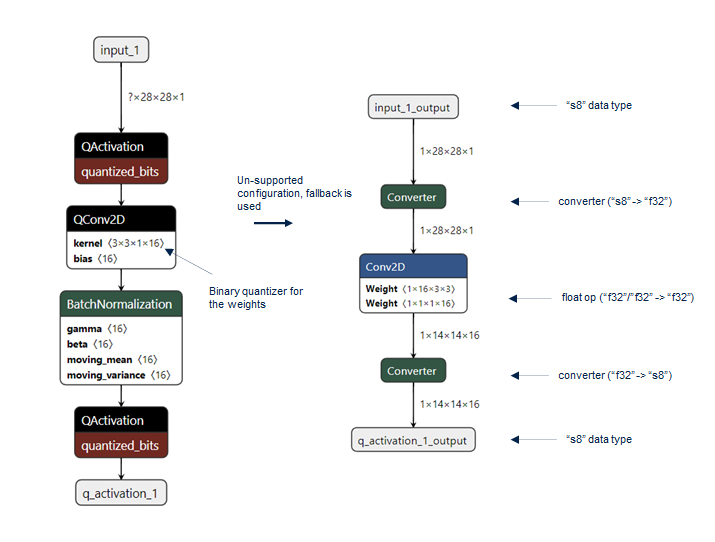 input_1
?×28×28×1
QActivation
quantized_bits
QConv2D
kernel ⟨3×3×1×16⟩
bias ⟨16⟩
BatchNormalization
gamma ⟨16⟩
beta ⟨16⟩
moving_mean ⟨16⟩
moving_variance ⟨16⟩
QActivation
quantized_bits
q_activation_1
Un-supported
configuration, fallback is
used
Binary quantizer for
the weights
input_1_output
1×28×28×1
Converter
1×28×28×1
Conv2D
Weight ⟨1×16×3×3⟩
Weight ⟨1×1×1×16⟩
1×14×14×16
Converter
1×14×14×16
q_activation_1_output
“s8” data type
converter (“s8”-> “f32”)
float op (“f32”/”f32” -> “f32”)
converter (“f32”-> “s8”)
“s8” data type